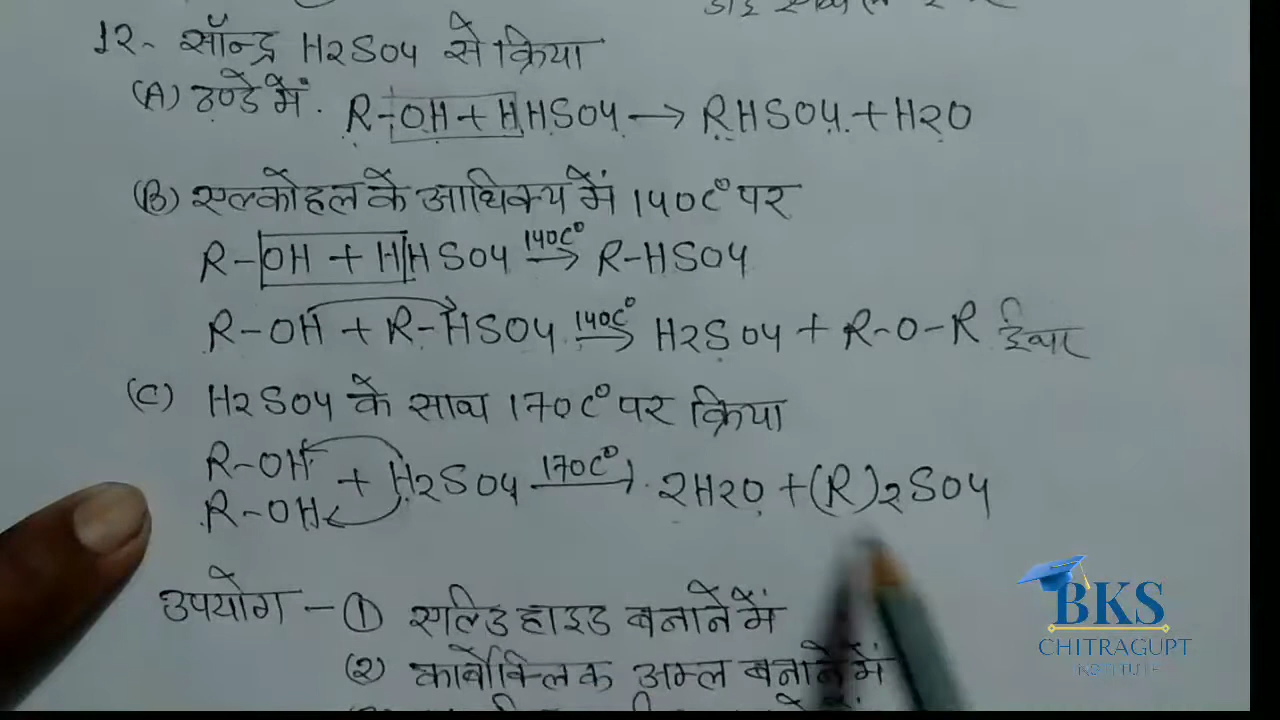 12- सॉन्द्र H2SO4 से क्रिया
(A) ठण्डे में. R-OH + HHSO4 → RHSO4 + H2O
(B) एल्कोहल के आधिक्य में 140C° पर
R-OH + HHSO4 140C° → R-HSO4
R-OH + R-HSO4 140C° → H2SO4 + R-O-R ईथर
(C) H2SO4 के साथ 170C° पर क्रिया
R-OH
+ H2SO4 170C° → 2H2O + (R)2SO4
R-OH
उपयोग - ① एल्डिहाइड बनाने में
(2) कार्बोक्लिक अम्ल बनाने में
BKS
CHITRAGUPT
INSTITUTE